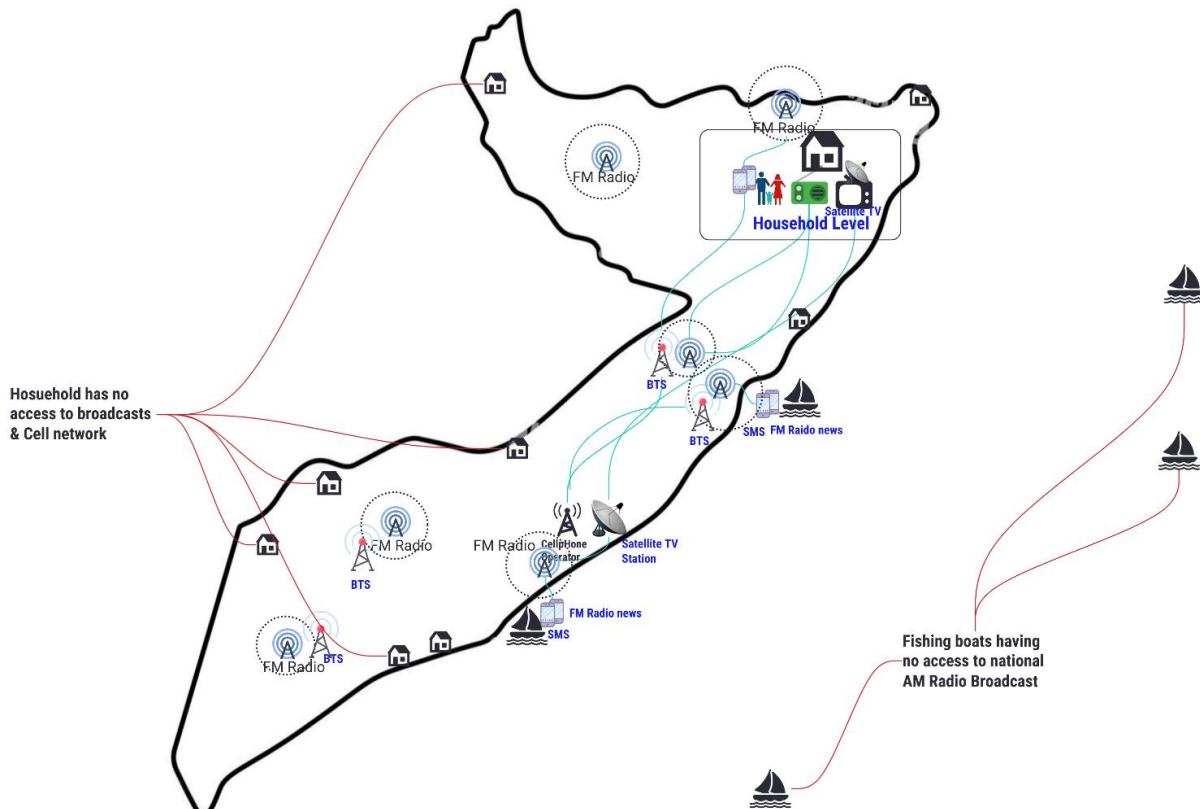 FM Radio
FM Radio
Satellite TV
Household Level
BTS
Hosuehold has no
access to broadcasts
& Cell network
BTS
SMS
FM Raido news
FM Radio
BTS
FM Radio
CellpHone
Operator
Satellite TV
Station
FM Radio news
SMS
FM Radio
BTS
Fishing boats having
no access to national
AM Radio Broadcast